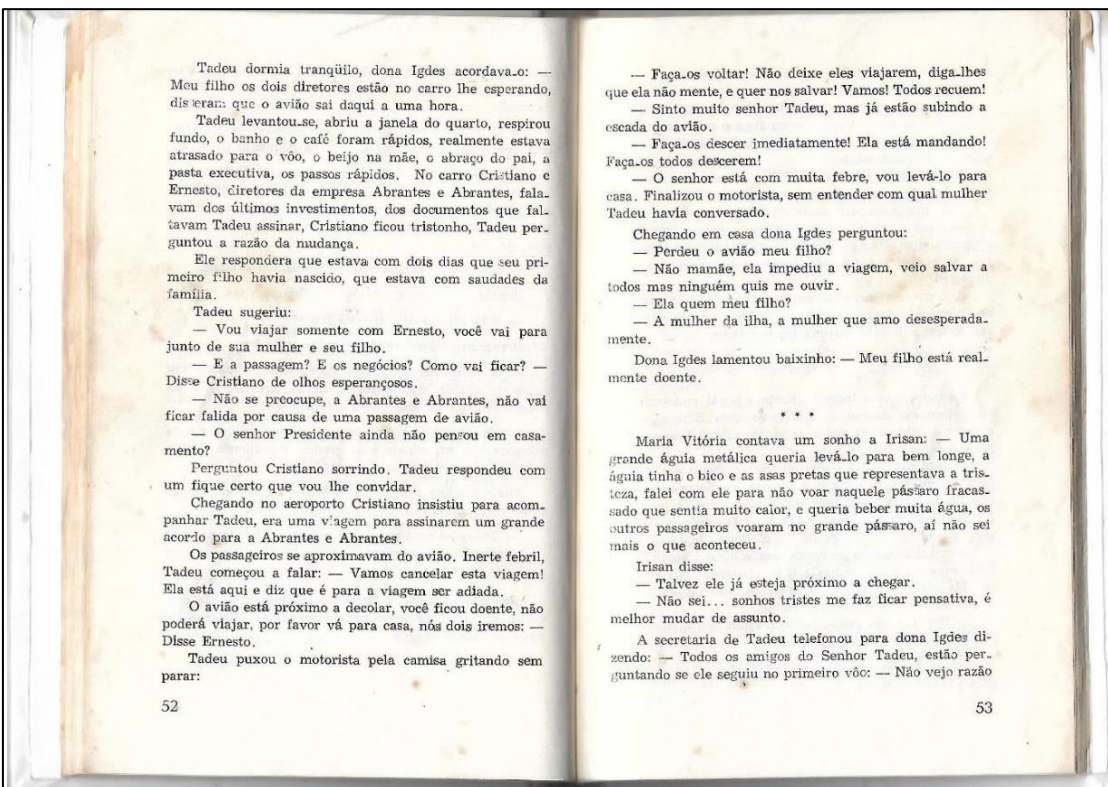 Tadeu dormia tranqüilo, dona Igdes acordava-o: —
Meu filho os dois diretores estão no carro lhe esperando,
disseram que o avião sai daqui a uma hora.
Tadeu levantou-se, abriu a janela do quarto, respirou
fundo, o banho e o café foram rápidos, realmente estava
atrasado para o vôo, o beijo na mãe, o abraço do pai, a
pasta executiva, os passos rápidos. No carro Cristiano e
Ernesto, diretores da empresa Abrantes e Abrantes, fala-
vam dos últimos investimentos, dos documentos que fal-
tavam Tadeu assinar, Cristiano ficou tristonho, Tadeu per-
guntou a razão da mudança.
Ele respondera que estava com dois dias que seu pri-
meiro filho havia nascido, que estava com saudades da
família.
Tadeu sugeriu:
— Vou viajar somente com Ernesto, você vai para
junto de sua mulher e seu filho.
— E a passagem? E os negócios? Como vai ficar? —
Disse Cristiano de olhos esperançosos.
— Não se preocupe, a Abrantes e Abrantes, não vai
ficar falida por causa de uma passagem de avião.
— O senhor Presidente ainda não pensou em casa-
mento?
Perguntou Cristiano sorrindo. Tadeu respondeu com
um fique certo que vou lhe convidar.
Chegando no aeroporto Cristiano insistiu para acom-
panhar Tadeu, era uma viagem para assinarem um grande
acordo para a Abrantes e Abrantes.
Os passageiros se aproximavam do avião. Inerte febril,
Tadeu começou a falar: — Vamos cancelar esta viagem!
Ela está aqui e diz que é para a viagem ser adiada.
O avião está próximo a decolar, você ficou doente, não
poderá viajar, por favor vá para casa, nós dois iremos: —
Disse Ernesto.
Tadeu puxou o motorista pela camisa gritando sem
parar:
52
— Faça-os voltar! Não deixe eles viajarem, diga-lhes
que ela não mente, e quer nos salvar! Vamos! Todos recuem!
— Sinto muito senhor Tadeu, mas já estão subindo a
escada do avião.
— Faça-os descer imediatamente! Ela está mandando!
Faça-os todos descerem!
— O senhor está com muita febre, vou levá-lo para
casa. Finalizou o motorista, sem entender com qual mulher
Tadeu havia conversado.
Chegando em casa dona Igdes perguntou:
— Perdeu o avião meu filho?
— Não mamãe, ela impediu a viagem, veio salvar a
todos mas ninguém quis me ouvir.
— Ela quem meu filho?
— A mulher da ilha, a mulher que amo desesperada-
mente.
Dona Igdes lamentou baixinho: — Meu filho está real-
mente doente.
* * *
Maria Vitória contava um sonho a Irisan: — Uma
grande águia metálica queria levá-lo para bem longe, a
águia tinha o bico e as asas pretas que representava a tris-
teza, falei com ele para não voar naquele pássaro fracas-
sado que sentia muito calor, e queria beber muita água, os
outros passageiros voaram no grande pássaro, aí não sei
mais o que aconteceu.
Irisan disse:
— Talvez ele já esteja próximo a chegar.
— Não sei... sonhos tristes me faz ficar pensativa, é
melhor mudar de assunto.
A secretaria de Tadeu telefonou para dona Igdes di-
zendo: — Todos os amigos do Senhor Tadeu, estão per-
guntando se ele seguiu no primeiro vôo: — Não vejo razão
53